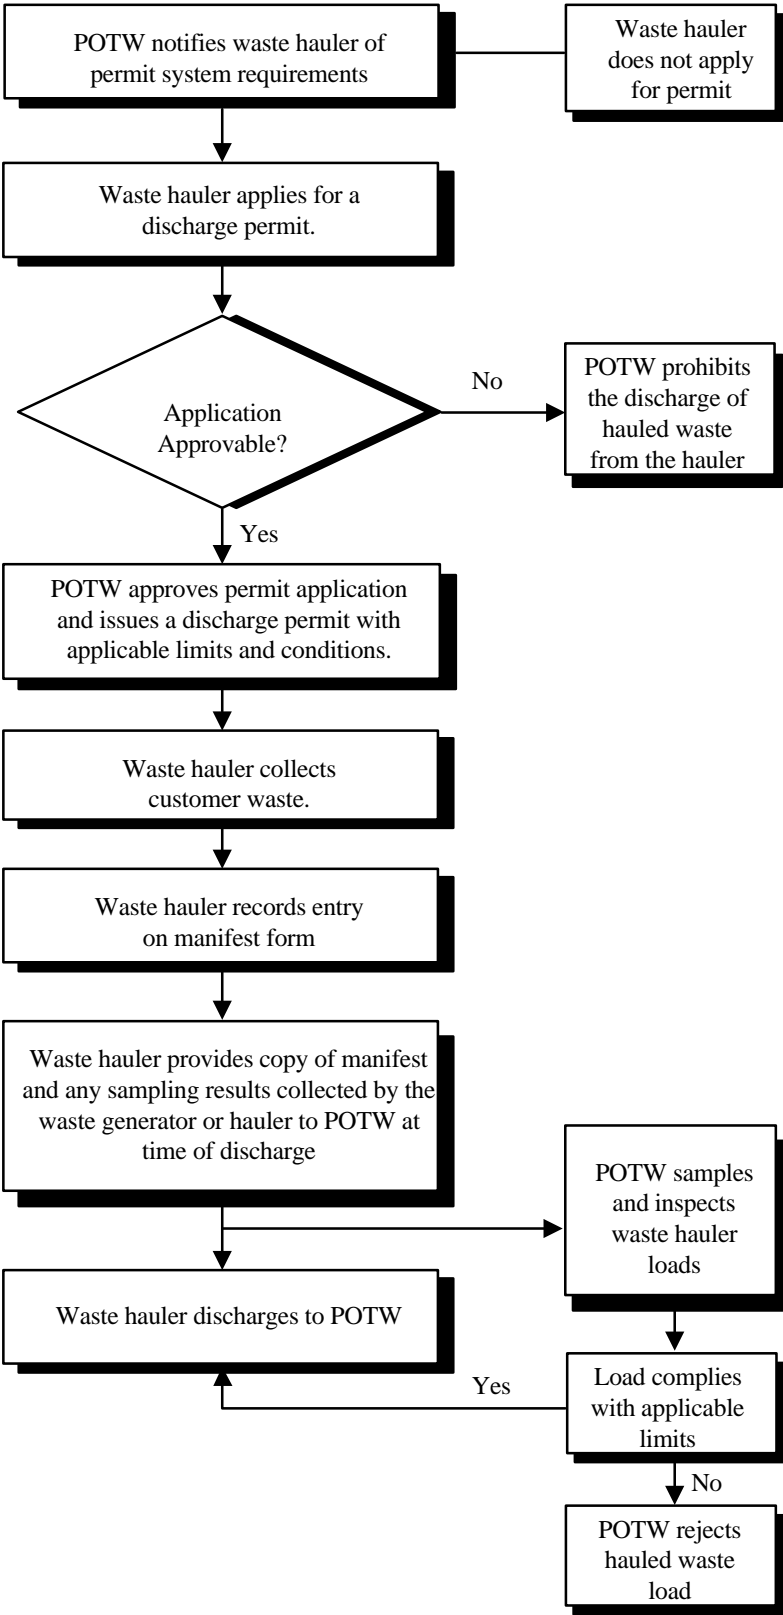 POTW notifies waste hauler of
permit system requirements
Waste hauler
does not apply
for permit
Waste hauler applies for a
discharge permit.
Application
Approvable?
No
POTW prohibits
the discharge of
hauled waste
from the hauler
Yes
POTW approves permit application
and issues a discharge permit with
applicable limits and conditions.
Waste hauler collects
customer waste.
Waste hauler records entry
on manifest form
Waste hauler provides copy of manifest
and any sampling results collected by the
waste generator or hauler to POTW at
time of discharge
POTW samples
and inspects
waste hauler
loads
Waste hauler discharges to POTW
Yes
Load complies
with applicable
limits
No
POTW rejects
hauled waste
load